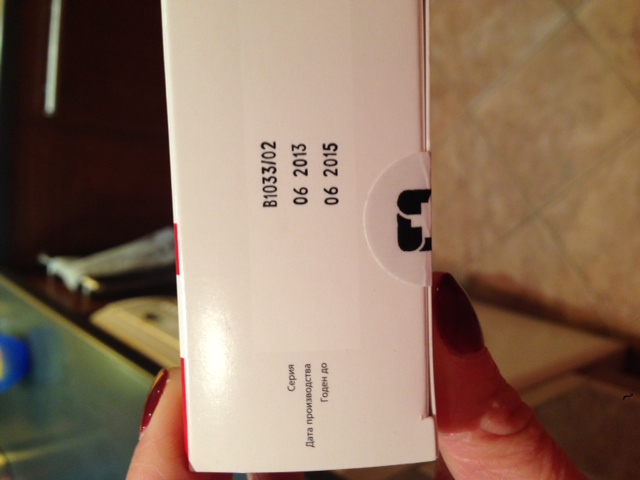 Серия
Дата производства
Годен до
B1033/02
06 2013
06 2015